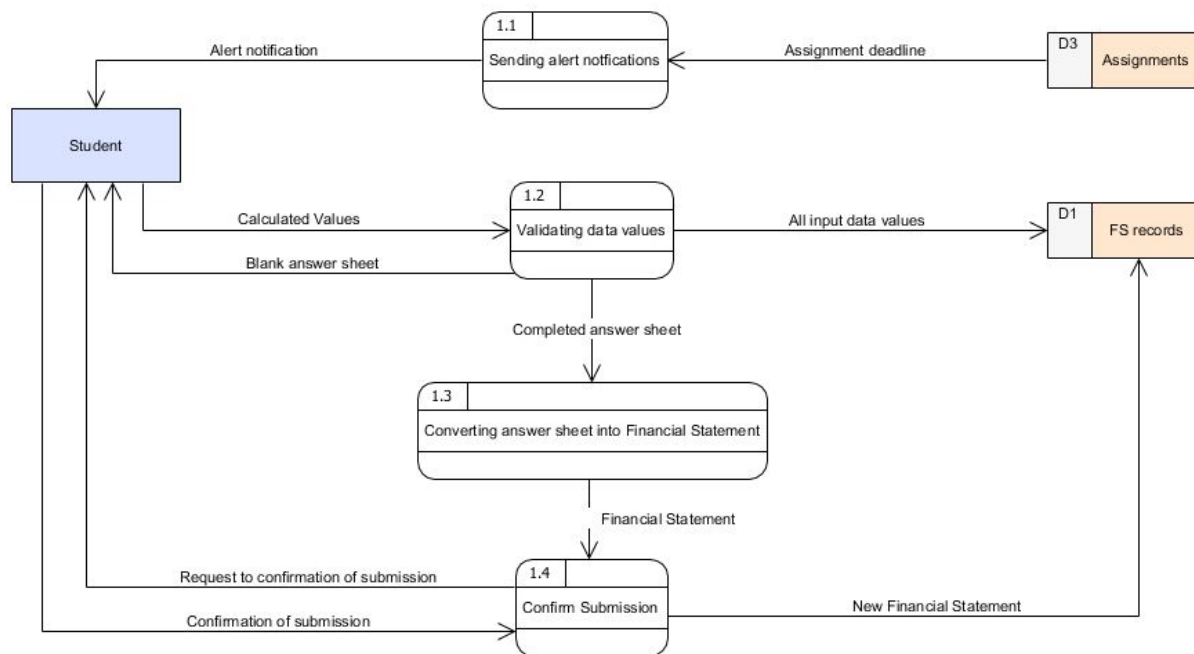 1.1
Alert notification
Sending alert notfications
Assignment deadline
D3
Assignments
Student
1.2
Calculated Values
Validating data values
All input data values
D1
FS records
Blank answer sheet
Completed answer sheet
1.3
Converting answer sheet into Financial Statement
Financial Statement
1.4
Request to confirmation of submission
Confirm Submission
New Financial Statement
Confirmation of submission